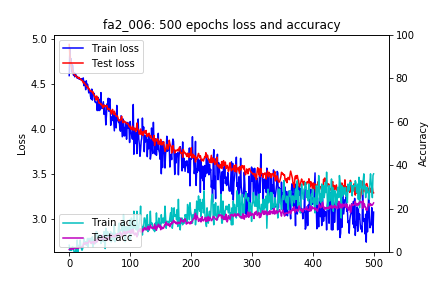 fa2_006: 500 epochs loss and accuracy
5.0
4.5
4.0
3.5
3.0
Loss
Train loss
Test loss
Train acc
Test acc
100
80
60
40
20
0
Accuracy
0 100 200 300 400 500